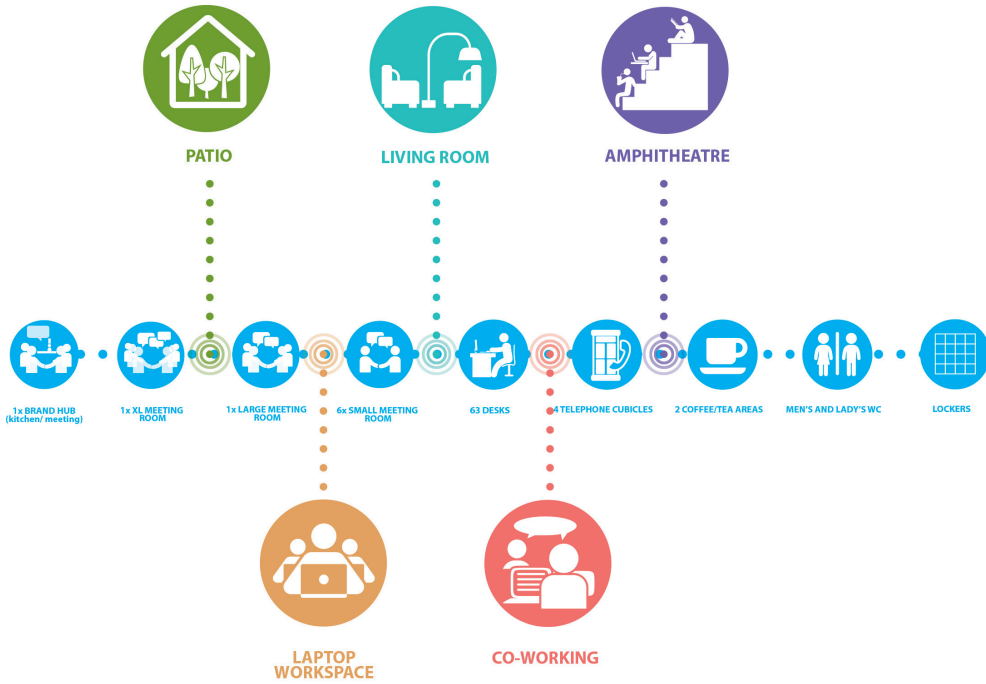 PATIO
LIVING ROOM
AMPHITHEATRE
1x BRAND HUB
(kitchen/ meeting)
1x XL MEETING
ROOM
1x LARGE MEETING
ROOM
6x SMALL MEETING
ROOM
63 DESKS
4 TELEPHONE CUBICLES
2 COFFEE/TEA AREAS
MEN'S AND LADY'S WC
LOCKERS
LAPTOP
WORKSPACE
CO-WORKING